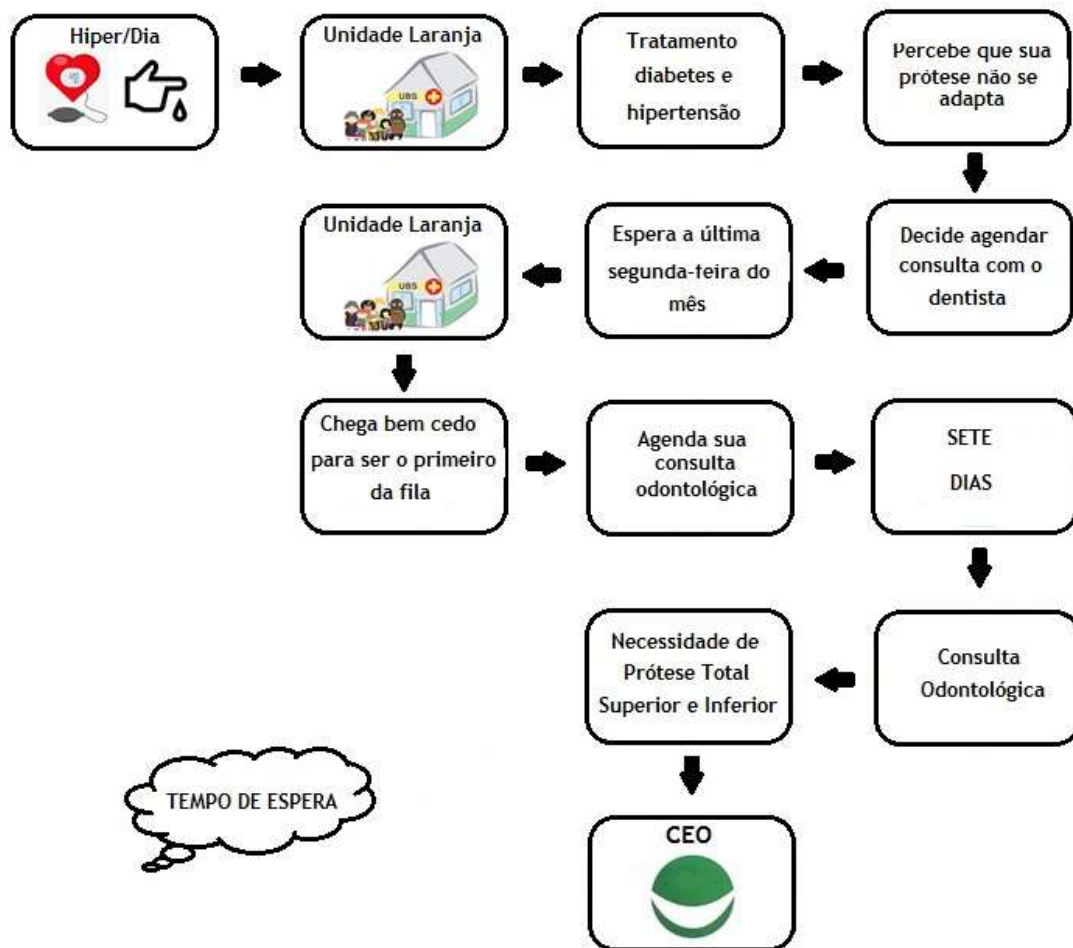 Hiper/Dia
Unidade Laranja
UBS
Tratamento
diabetes e
hipertensão
Percebe que sua
prótese não se
adapta
Decide agendar
consulta com o
dentista
Espera a última
segunda-feira do
mês
Unidade Laranja
UBS
Chega bem cedo
para ser o primeiro
da fila
Agenda sua
consulta
odontológica
SETE
DIAS
Consulta
Odontológica
Necessidade de
Prótese Total
Superior e Inferior
TEMPO DE ESPERA
CEO